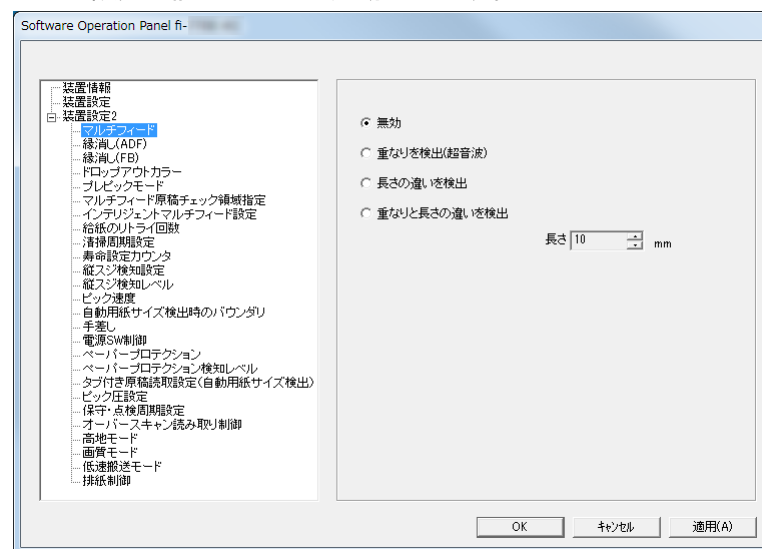 Software Operation Panel fi-
装置情報
装置設定
装置設定2
マルチフィード
縁消し(ADF)
縁消し(FB)
ドロップアウトカラー
プレピックモード
マルチフィード原稿チェック領域指定
インテリジェントマルチフィード設定
給紙のリトライ回数
清掃周期設定
寿命設定カウンタ
縦スジ検知設定
縦スジ検知レベル
ピック速度
自動用紙サイズ検出時のバウンダリ
手差し
電源SW制御
ペーパープロテクション
ペーパープロテクション検知レベル
タブ付き原稿読取設定(自動用紙サイズ検出)
ピック圧設定
保守・点検周期設定
オーバースキャン読み取り制御
高地モード
画質モード
低速搬送モード
排紙制御
無効
重なりを検出(超音波)
長さの違いを検出
重なりと長さの違いを検出
長さ 10 mm
OK キャンセル 適用(A)